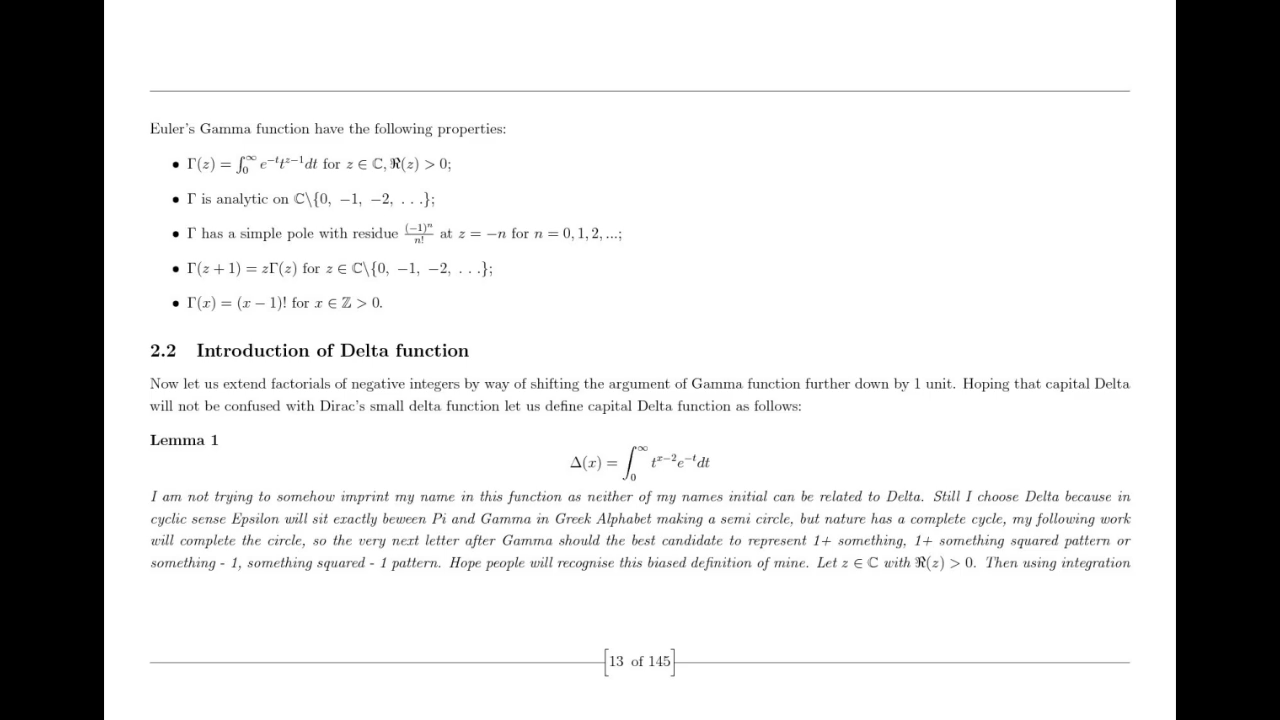 Euler's Gamma function have the following properties:
• Γ(z) = ∫₀^∞ e^{−t}t^{z−1}dt for z ∈ ℂ, ℜ(z) > 0;
• Γ is analytic on ℂ\{0, −1, −2, . . .};
• Γ has a simple pole with residue (−1)^n/n! at z = −n for n = 0, 1, 2, ...;
• Γ(z + 1) = zΓ(z) for z ∈ ℂ\{0, −1, −2, . . .};
• Γ(x) = (x − 1)! for x ∈ ℤ > 0.
2.2 Introduction of Delta function
Now let us extend factorials of negative integers by way of shifting the argument of Gamma function further down by 1 unit. Hoping that capital Delta
will not be confused with Dirac's small delta function let us define capital Delta function as follows:
Lemma 1
Δ(x) = ∫₀^∞ t^{x−2}e^{−t}dt
I am not trying to somehow imprint my name in this function as neither of my names initial can be related to Delta. Still I choose Delta because in
cyclic sense Epsilon will sit exactly beween Pi and Gamma in Greek Alphabet making a semi circle, but nature has a complete cycle, my following work
will complete the circle, so the very next letter after Gamma should the best candidate to represent 1+ something, 1+ something squared pattern or
something - 1, something squared - 1 pattern. Hope people will recognise this biased definition of mine. Let z ∈ ℂ with ℜ(z) > 0. Then using integration
[13 of 145]